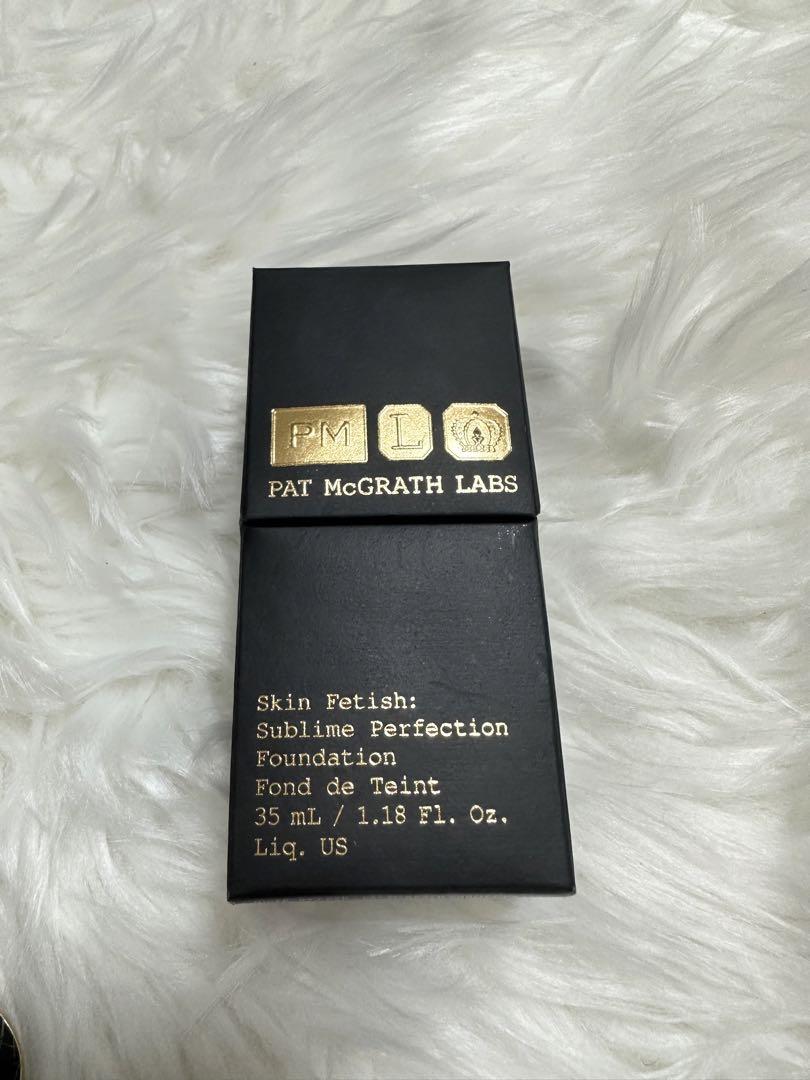 PM L
PAT McGRATH LABS
Skin Fetish:
Sublime Perfection
Foundation
Fond de Teint
35 mL / 1.18 Fl. Oz.
Liq. US